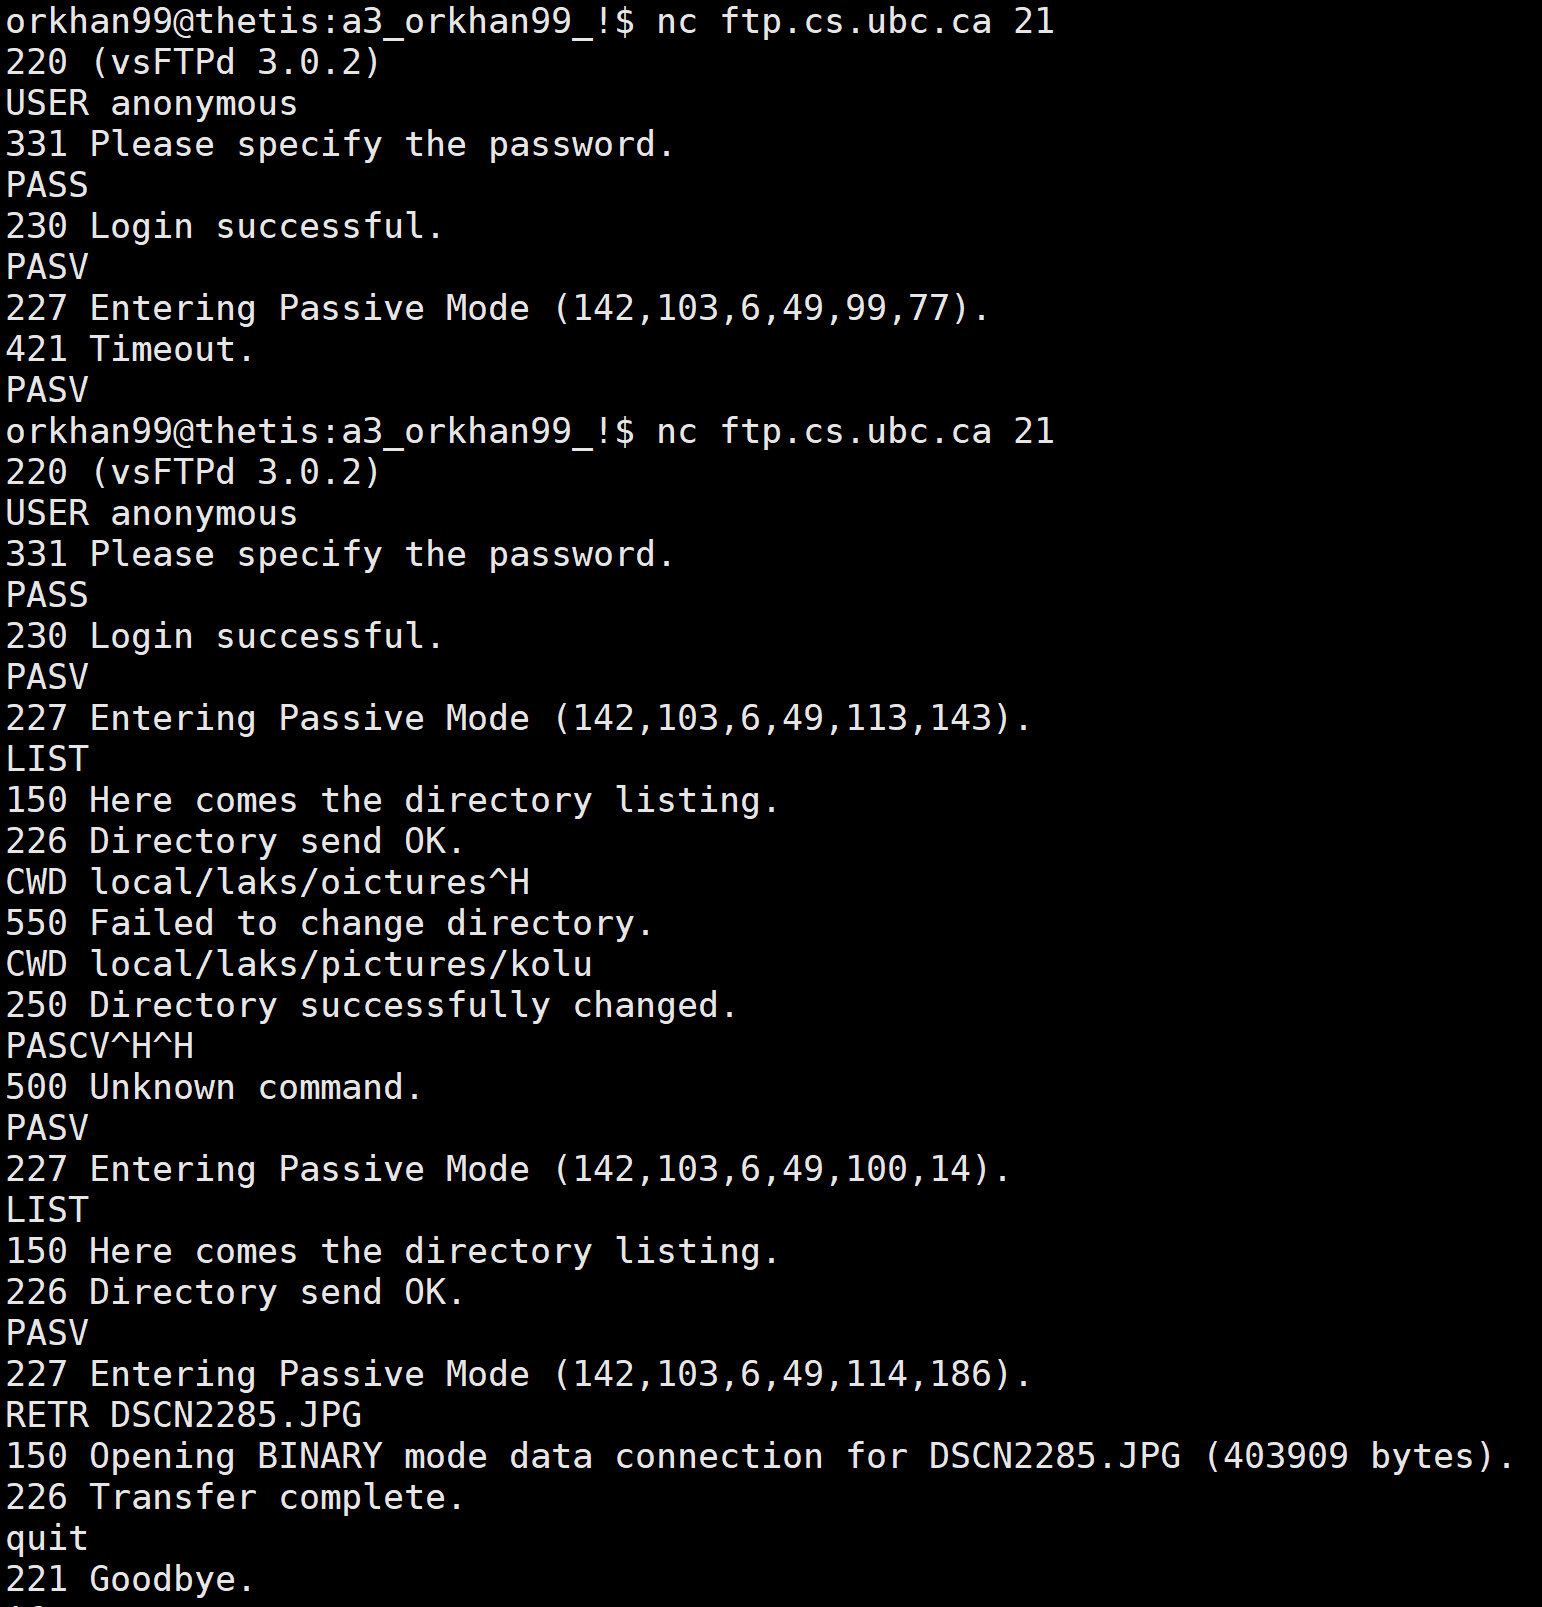 orkhan99@thetis:a3_orkhan99_!$ nc ftp.cs.ubc.ca 21
220 (vsFTPd 3.0.2)
USER anonymous
331 Please specify the password.
PASS
230 Login successful.
PASV
227 Entering Passive Mode (142,103,6,49,99,77).
421 Timeout.
PASV
orkhan99@thetis:a3_orkhan99_!$ nc ftp.cs.ubc.ca 21
220 (vsFTPd 3.0.2)
USER anonymous
331 Please specify the password.
PASS
230 Login successful.
PASV
227 Entering Passive Mode (142,103,6,49,113,143).
LIST
150 Here comes the directory listing.
226 Directory send OK.
CWD local/laks/oictures^H
550 Failed to change directory.
CWD local/laks/pictures/kolu
250 Directory successfully changed.
PASCV^H^H
500 Unknown command.
PASV
227 Entering Passive Mode (142,103,6,49,100,14).
LIST
150 Here comes the directory listing.
226 Directory send OK.
PASV
227 Entering Passive Mode (142,103,6,49,114,186).
RETR DSCN2285.JPG
150 Opening BINARY mode data connection for DSCN2285.JPG (403909 bytes).
226 Transfer complete.
quit
221 Goodbye.